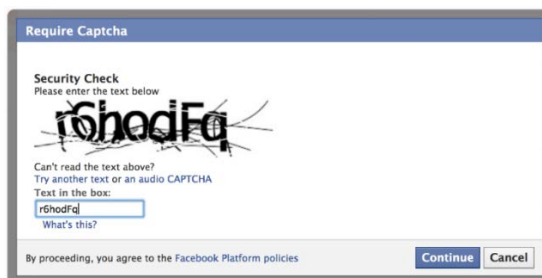 Require Captcha
Security Check
Please enter the text below
r6hodFq
Can't read the text above?
Try another text or an audio CAPTCHA
Text in the box:
r6hodFq
What's this?
By proceeding, you agree to the Facebook Platform policies
Continue Cancel